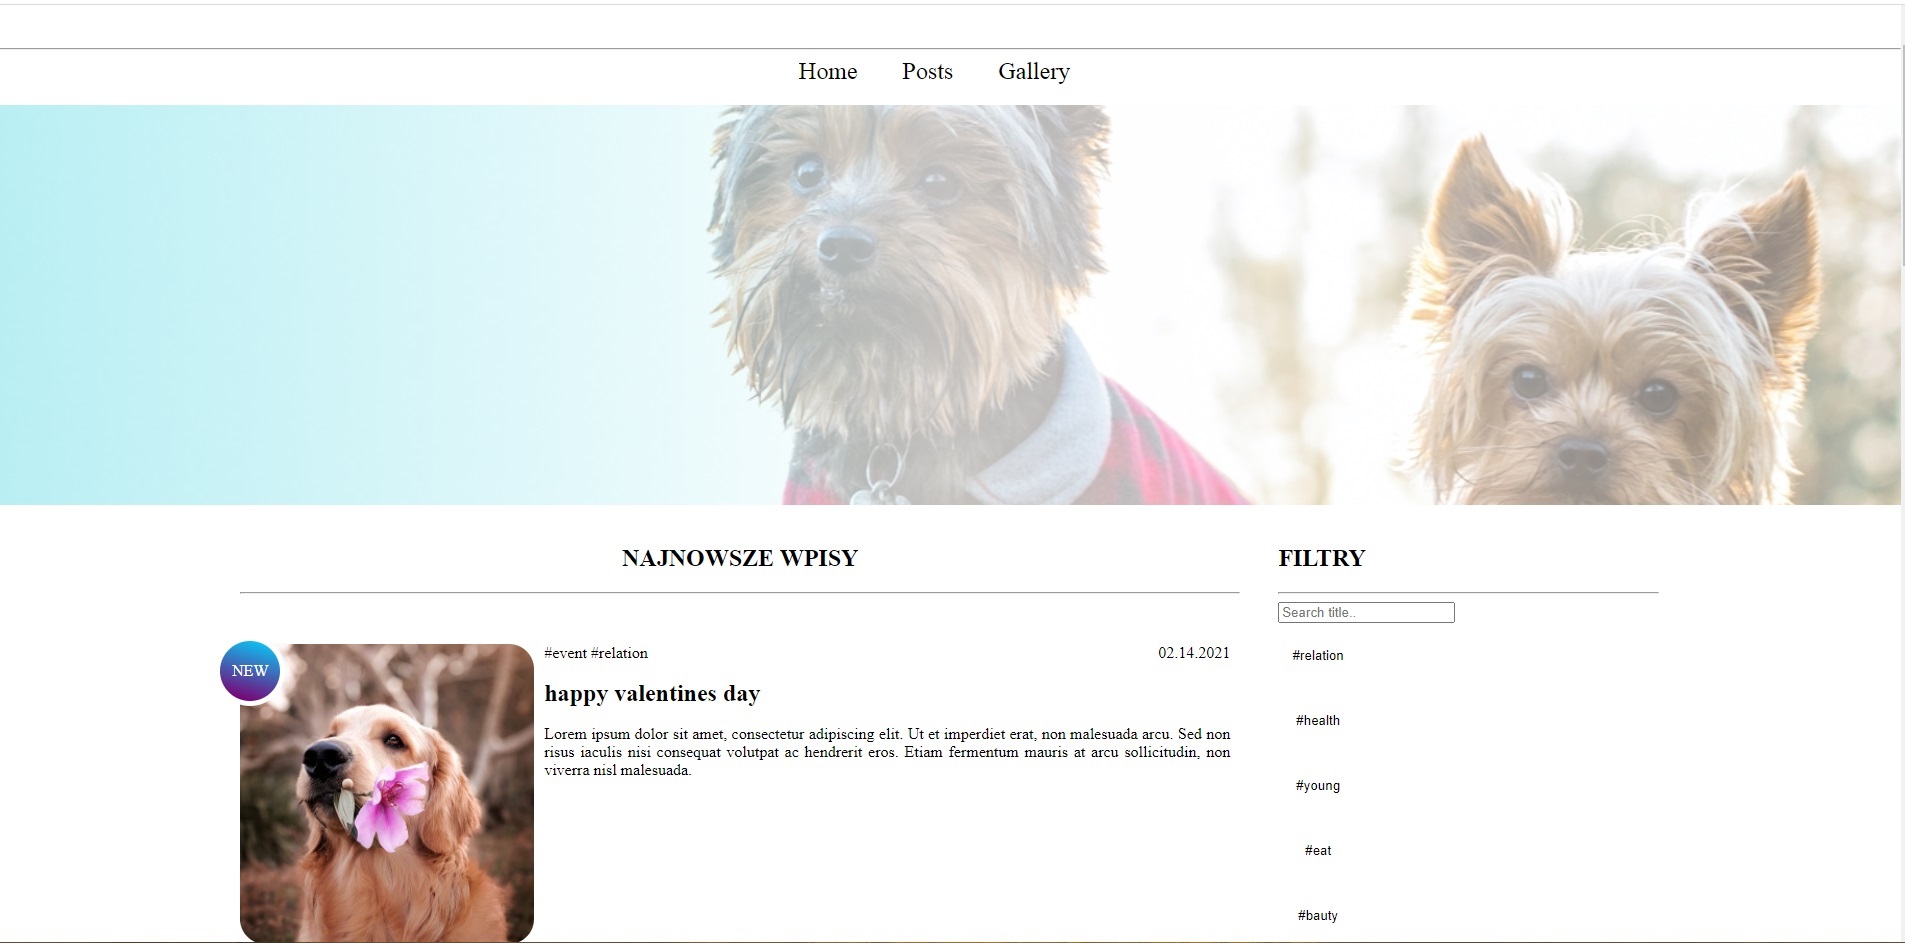 Home Posts Gallery
NAJNOWSZE WPISY
NEW
#event #relation 02.14.2021
happy valentines day
Lorem ipsum dolor sit amet, consectetur adipiscing elit. Ut et imperdiet erat, non malesuada arcu. Sed non
risus iaculis nisi consequat volutpat ac hendrerit eros. Etiam fermentum mauris at arcu sollicitudin, non
viverra nisl malesuada.
FILTRY
Search title..
#relation
#health
#young
#eat
#bauty